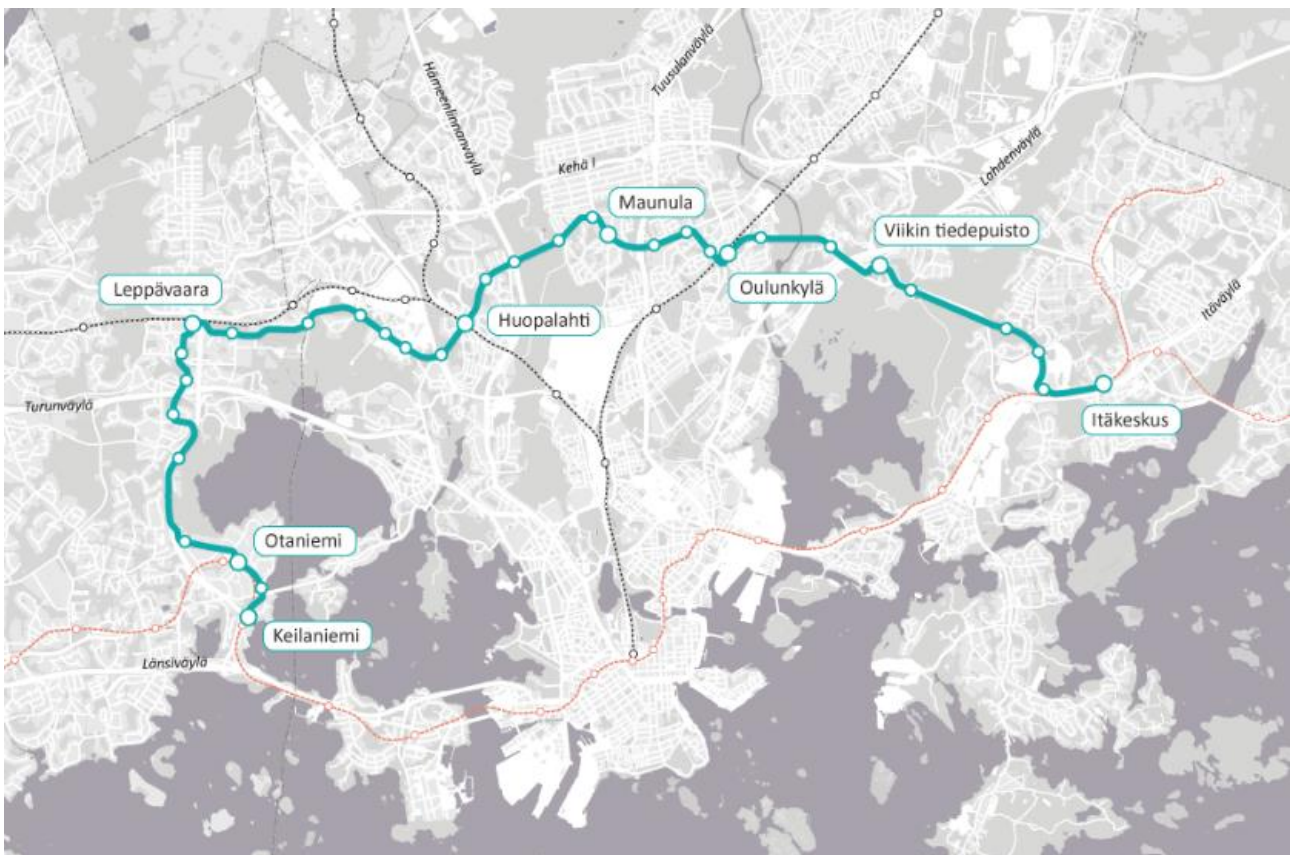 Tuusulanväylä
Hämeenlinnanväylä
Kehä I
Lahdenväylä
Maunula
Viikin tiedepuisto
Leppävaara
Oulunkylä
Itäväylä
Huopalahti
Turunväylä
Itäkeskus
Otaniemi
Keilaniemi
Länsiväylä